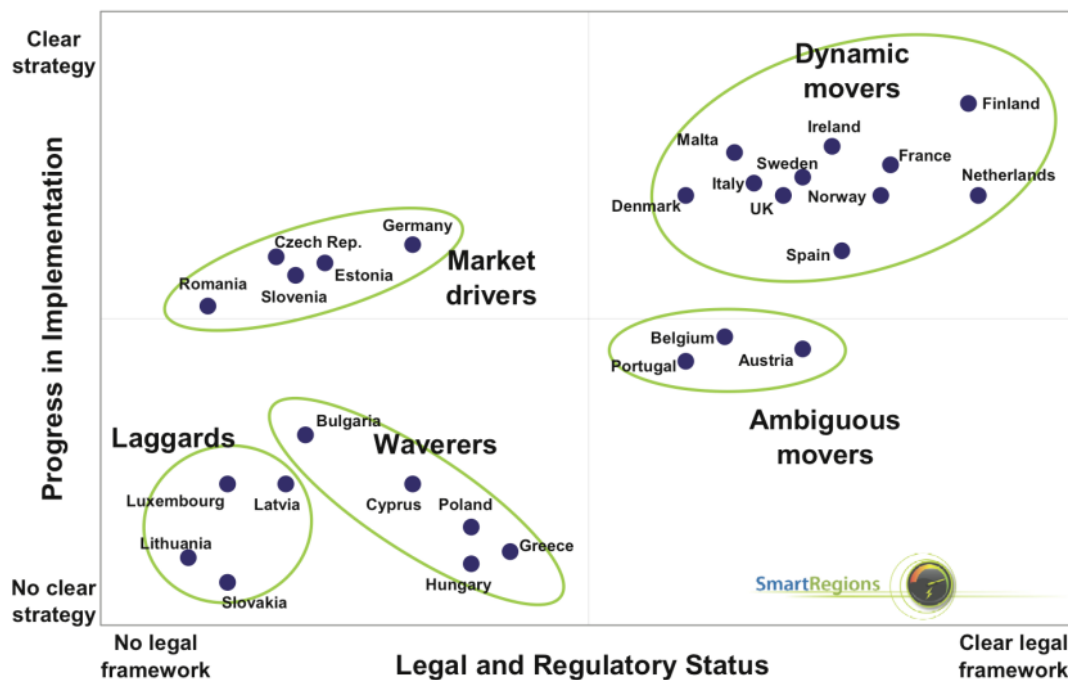 Clear
strategy
Dynamic
movers
Finland
Ireland
Malta
France
Sweden
Italy
Netherlands
Denmark
UK
Norway
Spain
Germany
Czech Rep.
Market
drivers
Estonia
Romania
Slovenia
Progress in Implementation
Belgium
Portugal
Austria
Ambiguous
movers
Laggards
Bulgaria
Waverers
Luxembourg
Latvia
Cyprus
Poland
Lithuania
Greece
Hungary
Slovakia
SmartRegions
No clear
strategy
No legal
framework
Legal and Regulatory Status
Clear legal
framework